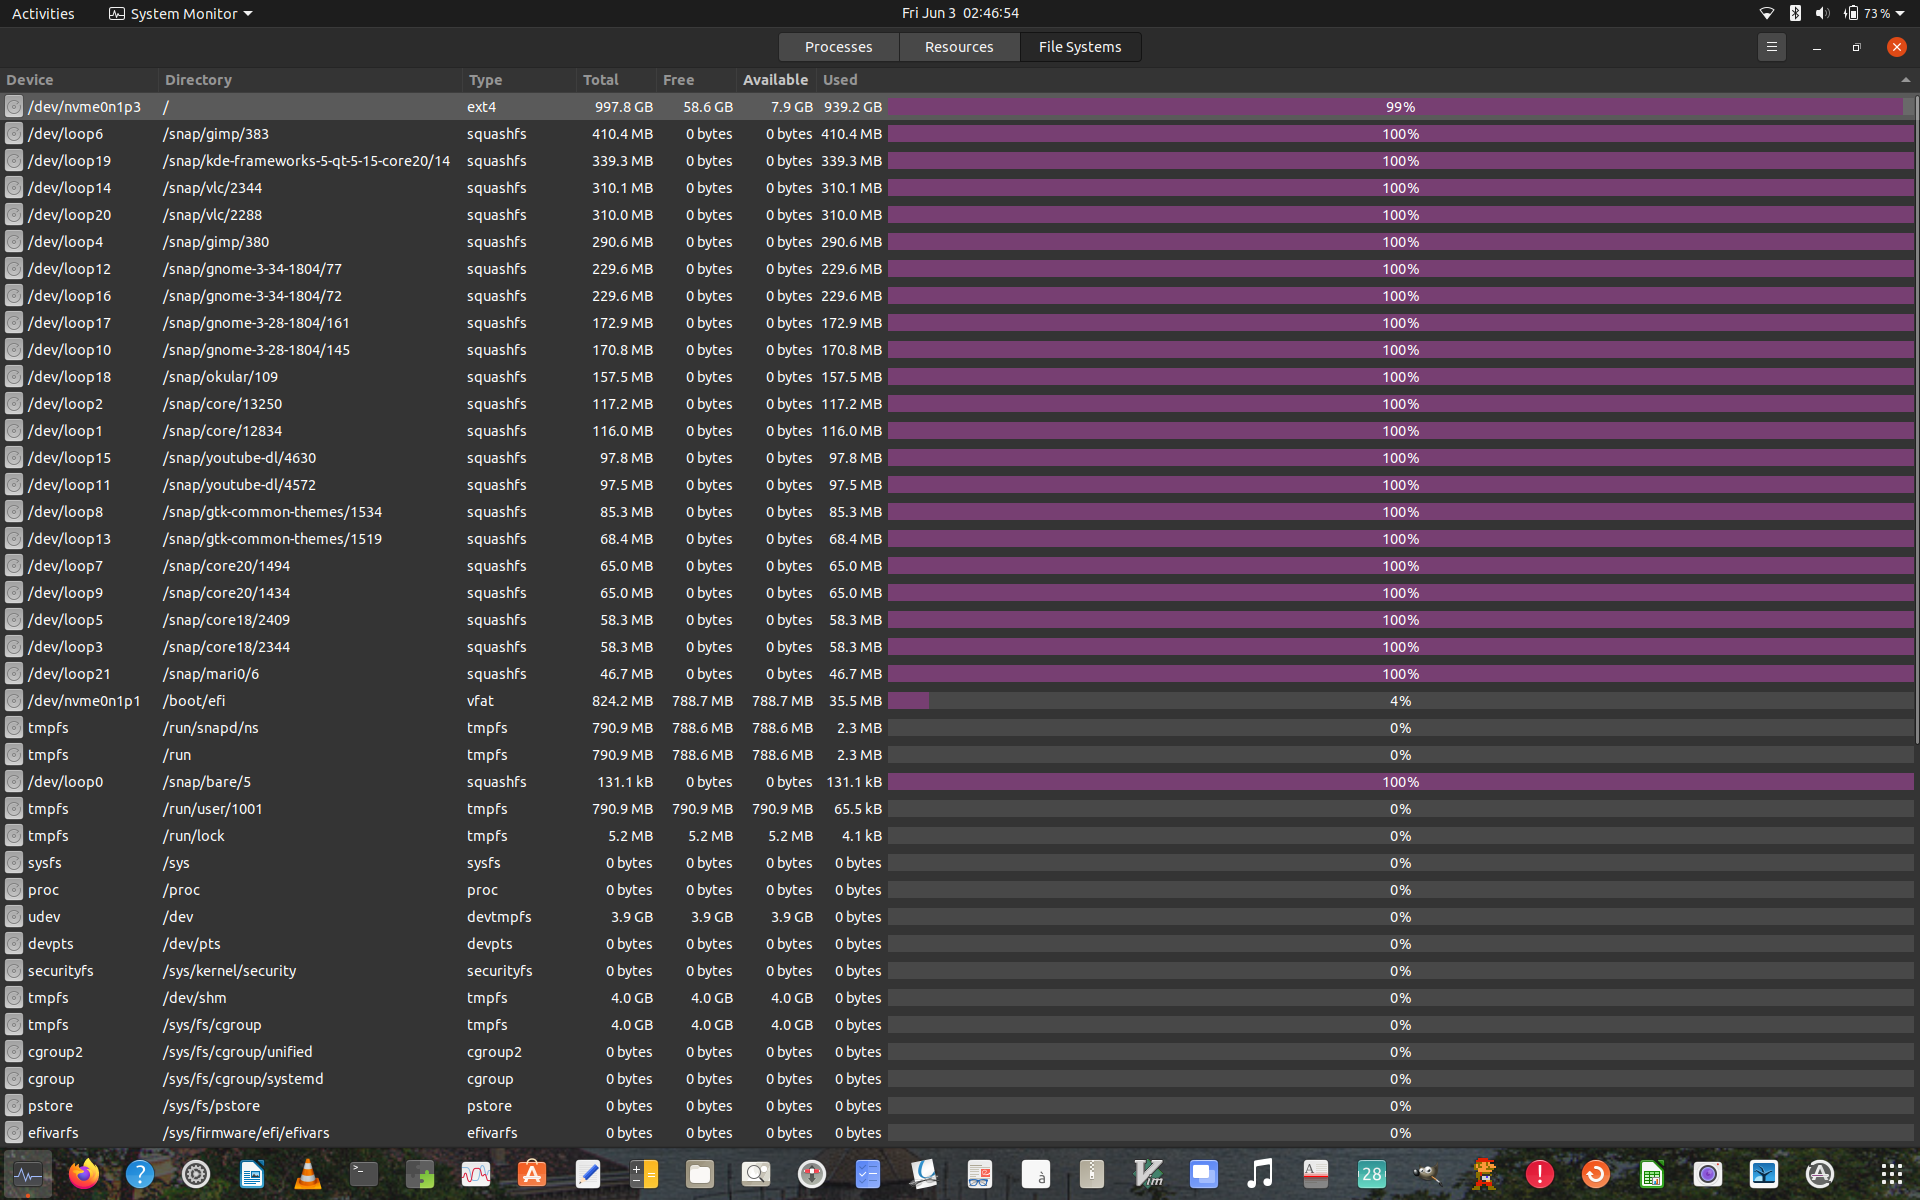 Activities System Monitor Fri Jun 3 02:46:54 73 %
Processes Resources File Systems
Device Directory Type Total Free Available Used
/dev/nvme0n1p3 / ext4 997.8 GB 58.6 GB 7.9 GB 939.2 GB 99%
/dev/loop6 /snap/gimp/383 squashfs 410.4 MB 0 bytes 0 bytes 410.4 MB 100%
/dev/loop19 /snap/kde-frameworks-5-qt-5-15-core20/14 squashfs 339.3 MB 0 bytes 0 bytes 339.3 MB 100%
/dev/loop14 /snap/vlc/2344 squashfs 310.1 MB 0 bytes 0 bytes 310.1 MB 100%
/dev/loop20 /snap/vlc/2288 squashfs 310.0 MB 0 bytes 0 bytes 310.0 MB 100%
/dev/loop4 /snap/gimp/380 squashfs 290.6 MB 0 bytes 0 bytes 290.6 MB 100%
/dev/loop12 /snap/gnome-3-34-1804/77 squashfs 229.6 MB 0 bytes 0 bytes 229.6 MB 100%
/dev/loop16 /snap/gnome-3-34-1804/72 squashfs 229.6 MB 0 bytes 0 bytes 229.6 MB 100%
/dev/loop17 /snap/gnome-3-28-1804/161 squashfs 172.9 MB 0 bytes 0 bytes 172.9 MB 100%
/dev/loop10 /snap/gnome-3-28-1804/145 squashfs 170.8 MB 0 bytes 0 bytes 170.8 MB 100%
/dev/loop18 /snap/okular/109 squashfs 157.5 MB 0 bytes 0 bytes 157.5 MB 100%
/dev/loop2 /snap/core/13250 squashfs 117.2 MB 0 bytes 0 bytes 117.2 MB 100%
/dev/loop1 /snap/core/12834 squashfs 116.0 MB 0 bytes 0 bytes 116.0 MB 100%
/dev/loop15 /snap/youtube-dl/4630 squashfs 97.8 MB 0 bytes 0 bytes 97.8 MB 100%
/dev/loop11 /snap/youtube-dl/4572 squashfs 97.5 MB 0 bytes 0 bytes 97.5 MB 100%
/dev/loop8 /snap/gtk-common-themes/1534 squashfs 85.3 MB 0 bytes 0 bytes 85.3 MB 100%
/dev/loop13 /snap/gtk-common-themes/1519 squashfs 68.4 MB 0 bytes 0 bytes 68.4 MB 100%
/dev/loop7 /snap/core20/1494 squashfs 65.0 MB 0 bytes 0 bytes 65.0 MB 100%
/dev/loop9 /snap/core20/1434 squashfs 65.0 MB 0 bytes 0 bytes 65.0 MB 100%
/dev/loop5 /snap/core18/2409 squashfs 58.3 MB 0 bytes 0 bytes 58.3 MB 100%
/dev/loop3 /snap/core18/2344 squashfs 58.3 MB 0 bytes 0 bytes 58.3 MB 100%
/dev/loop21 /snap/mari0/6 squashfs 46.7 MB 0 bytes 0 bytes 46.7 MB 100%
/dev/nvme0n1p1 /boot/efi vfat 824.2 MB 788.7 MB 788.7 MB 35.5 MB 4%
tmpfs /run/snapd/ns tmpfs 790.9 MB 788.6 MB 788.6 MB 2.3 MB 0%
tmpfs /run tmpfs 790.9 MB 788.6 MB 788.6 MB 2.3 MB 0%
/dev/loop0 /snap/bare/5 squashfs 131.1 kB 0 bytes 0 bytes 131.1 kB 100%
tmpfs /run/user/1001 tmpfs 790.9 MB 790.9 MB 790.9 MB 65.5 kB 0%
tmpfs /run/lock tmpfs 5.2 MB 5.2 MB 5.2 MB 4.1 kB 0%
sysfs /sys sysfs 0 bytes 0 bytes 0 bytes 0 bytes 0%
proc /proc proc 0 bytes 0 bytes 0 bytes 0 bytes 0%
udev /dev devtmpfs 3.9 GB 3.9 GB 3.9 GB 0 bytes 0%
devpts /dev/pts devpts 0 bytes 0 bytes 0 bytes 0 bytes 0%
securityfs /sys/kernel/security securityfs 0 bytes 0 bytes 0 bytes 0 bytes 0%
tmpfs /dev/shm tmpfs 4.0 GB 4.0 GB 4.0 GB 0 bytes 0%
tmpfs /sys/fs/cgroup tmpfs 4.0 GB 4.0 GB 4.0 GB 0 bytes 0%
cgroup2 /sys/fs/cgroup/unified cgroup2 0 bytes 0 bytes 0 bytes 0 bytes 0%
cgroup /sys/fs/cgroup/systemd cgroup 0 bytes 0 bytes 0 bytes 0 bytes 0%
pstore /sys/fs/pstore pstore 0 bytes 0 bytes 0 bytes 0 bytes 0%
efivarfs /sys/firmware/efi/efivars efivarfs 0 bytes 0 bytes 0 bytes 0 bytes 0%
? >_ à Vim A 28 !